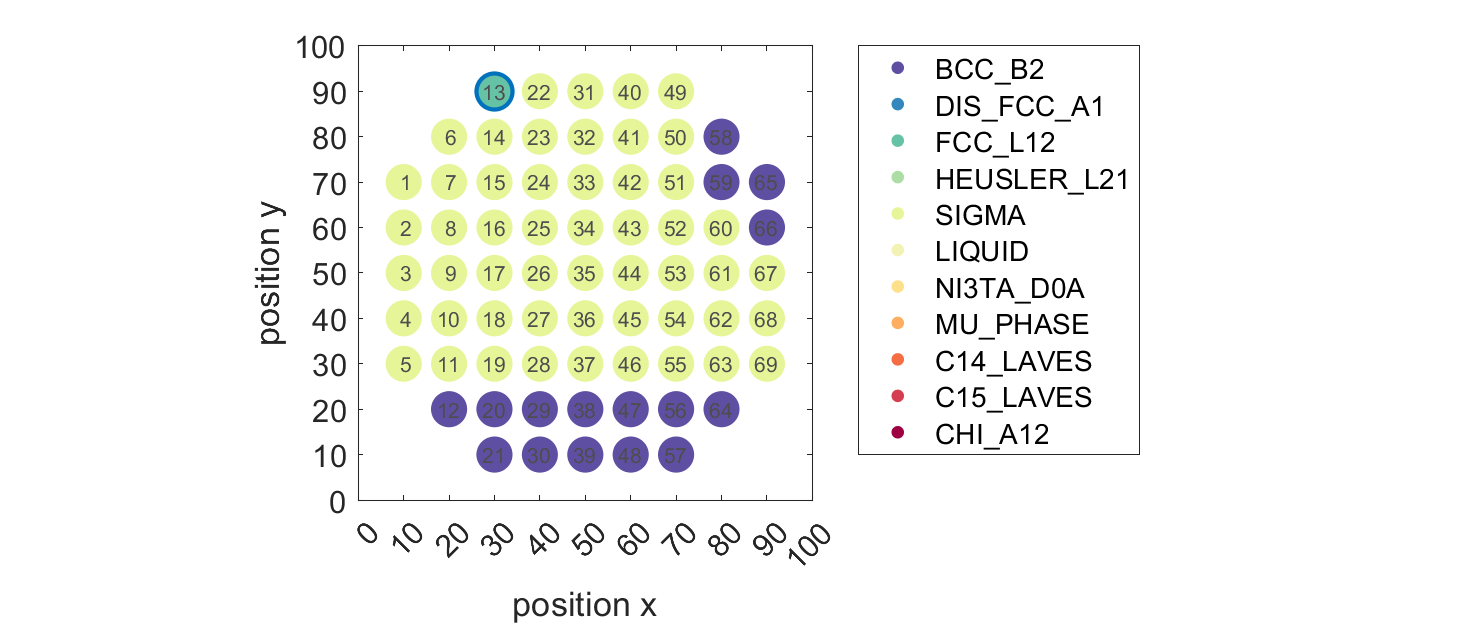 100
90
80
70
60
50
40
30
20
10
0
position y
13 22 31 40 49
6 14 23 32 41 50 58
1 7 15 24 33 42 51 59 65
2 8 16 25 34 43 52 60 66
3 9 17 26 35 44 53 61 67
4 10 18 27 36 45 54 62 68
5 11 19 28 37 46 55 63 69
12 20 29 38 47 56 64
21 30 39 48 57
0 10 20 30 40 50 60 70 80 90 100
position x
BCC_B2
DIS_FCC_A1
FCC_L12
HEUSLER_L21
SIGMA
LIQUID
NI3TA_D0A
MU_PHASE
C14_LAVES
C15_LAVES
CHI_A12